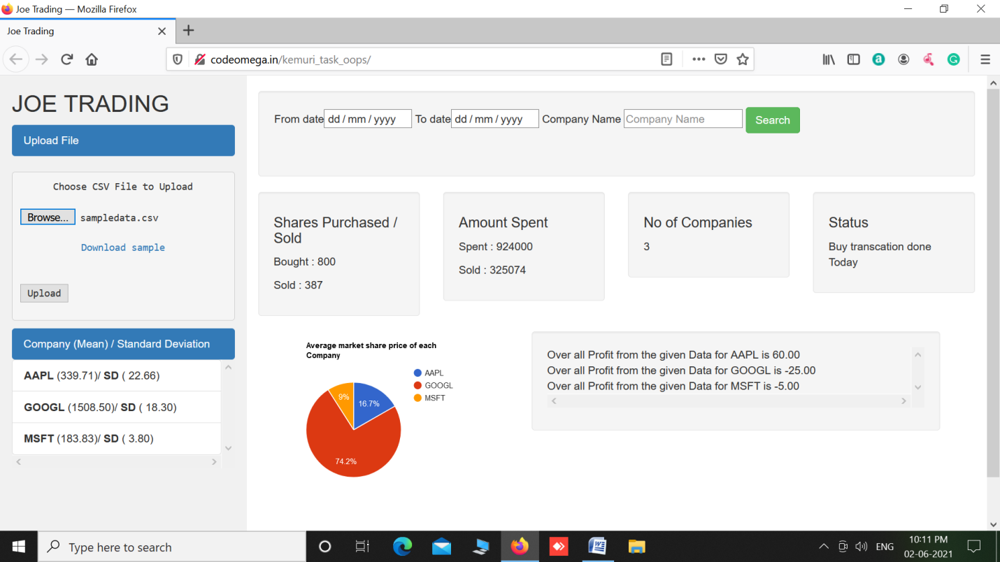 Joe Trading — Mozilla Firefox
Joe Trading
codeomega.in/kemuri_task_oops/
JOE TRADING
Upload File
Choose CSV File to Upload
Browse... sampledata.csv
Download sample
Upload
Company (Mean) / Standard Deviation
AAPL (339.71)/ SD ( 22.66)
GOOGL (1508.50)/ SD ( 18.30)
MSFT (183.83)/ SD ( 3.80)
From date dd / mm / yyyy To date dd / mm / yyyy Company Name Company Name Search
Shares Purchased /
Sold
Bought : 800
Sold : 387
Amount Spent
Spent : 924000
Sold : 325074
No of Companies
3
Status
Buy transcation done
Today
Average market share price of each
Company
AAPL
GOOGL
MSFT
9%
16.7%
74.2%
Over all Profit from the given Data for AAPL is 60.00
Over all Profit from the given Data for GOOGL is -25.00
Over all Profit from the given Data for MSFT is -5.00
Type here to search
ENG
10:11 PM
02-06-2021